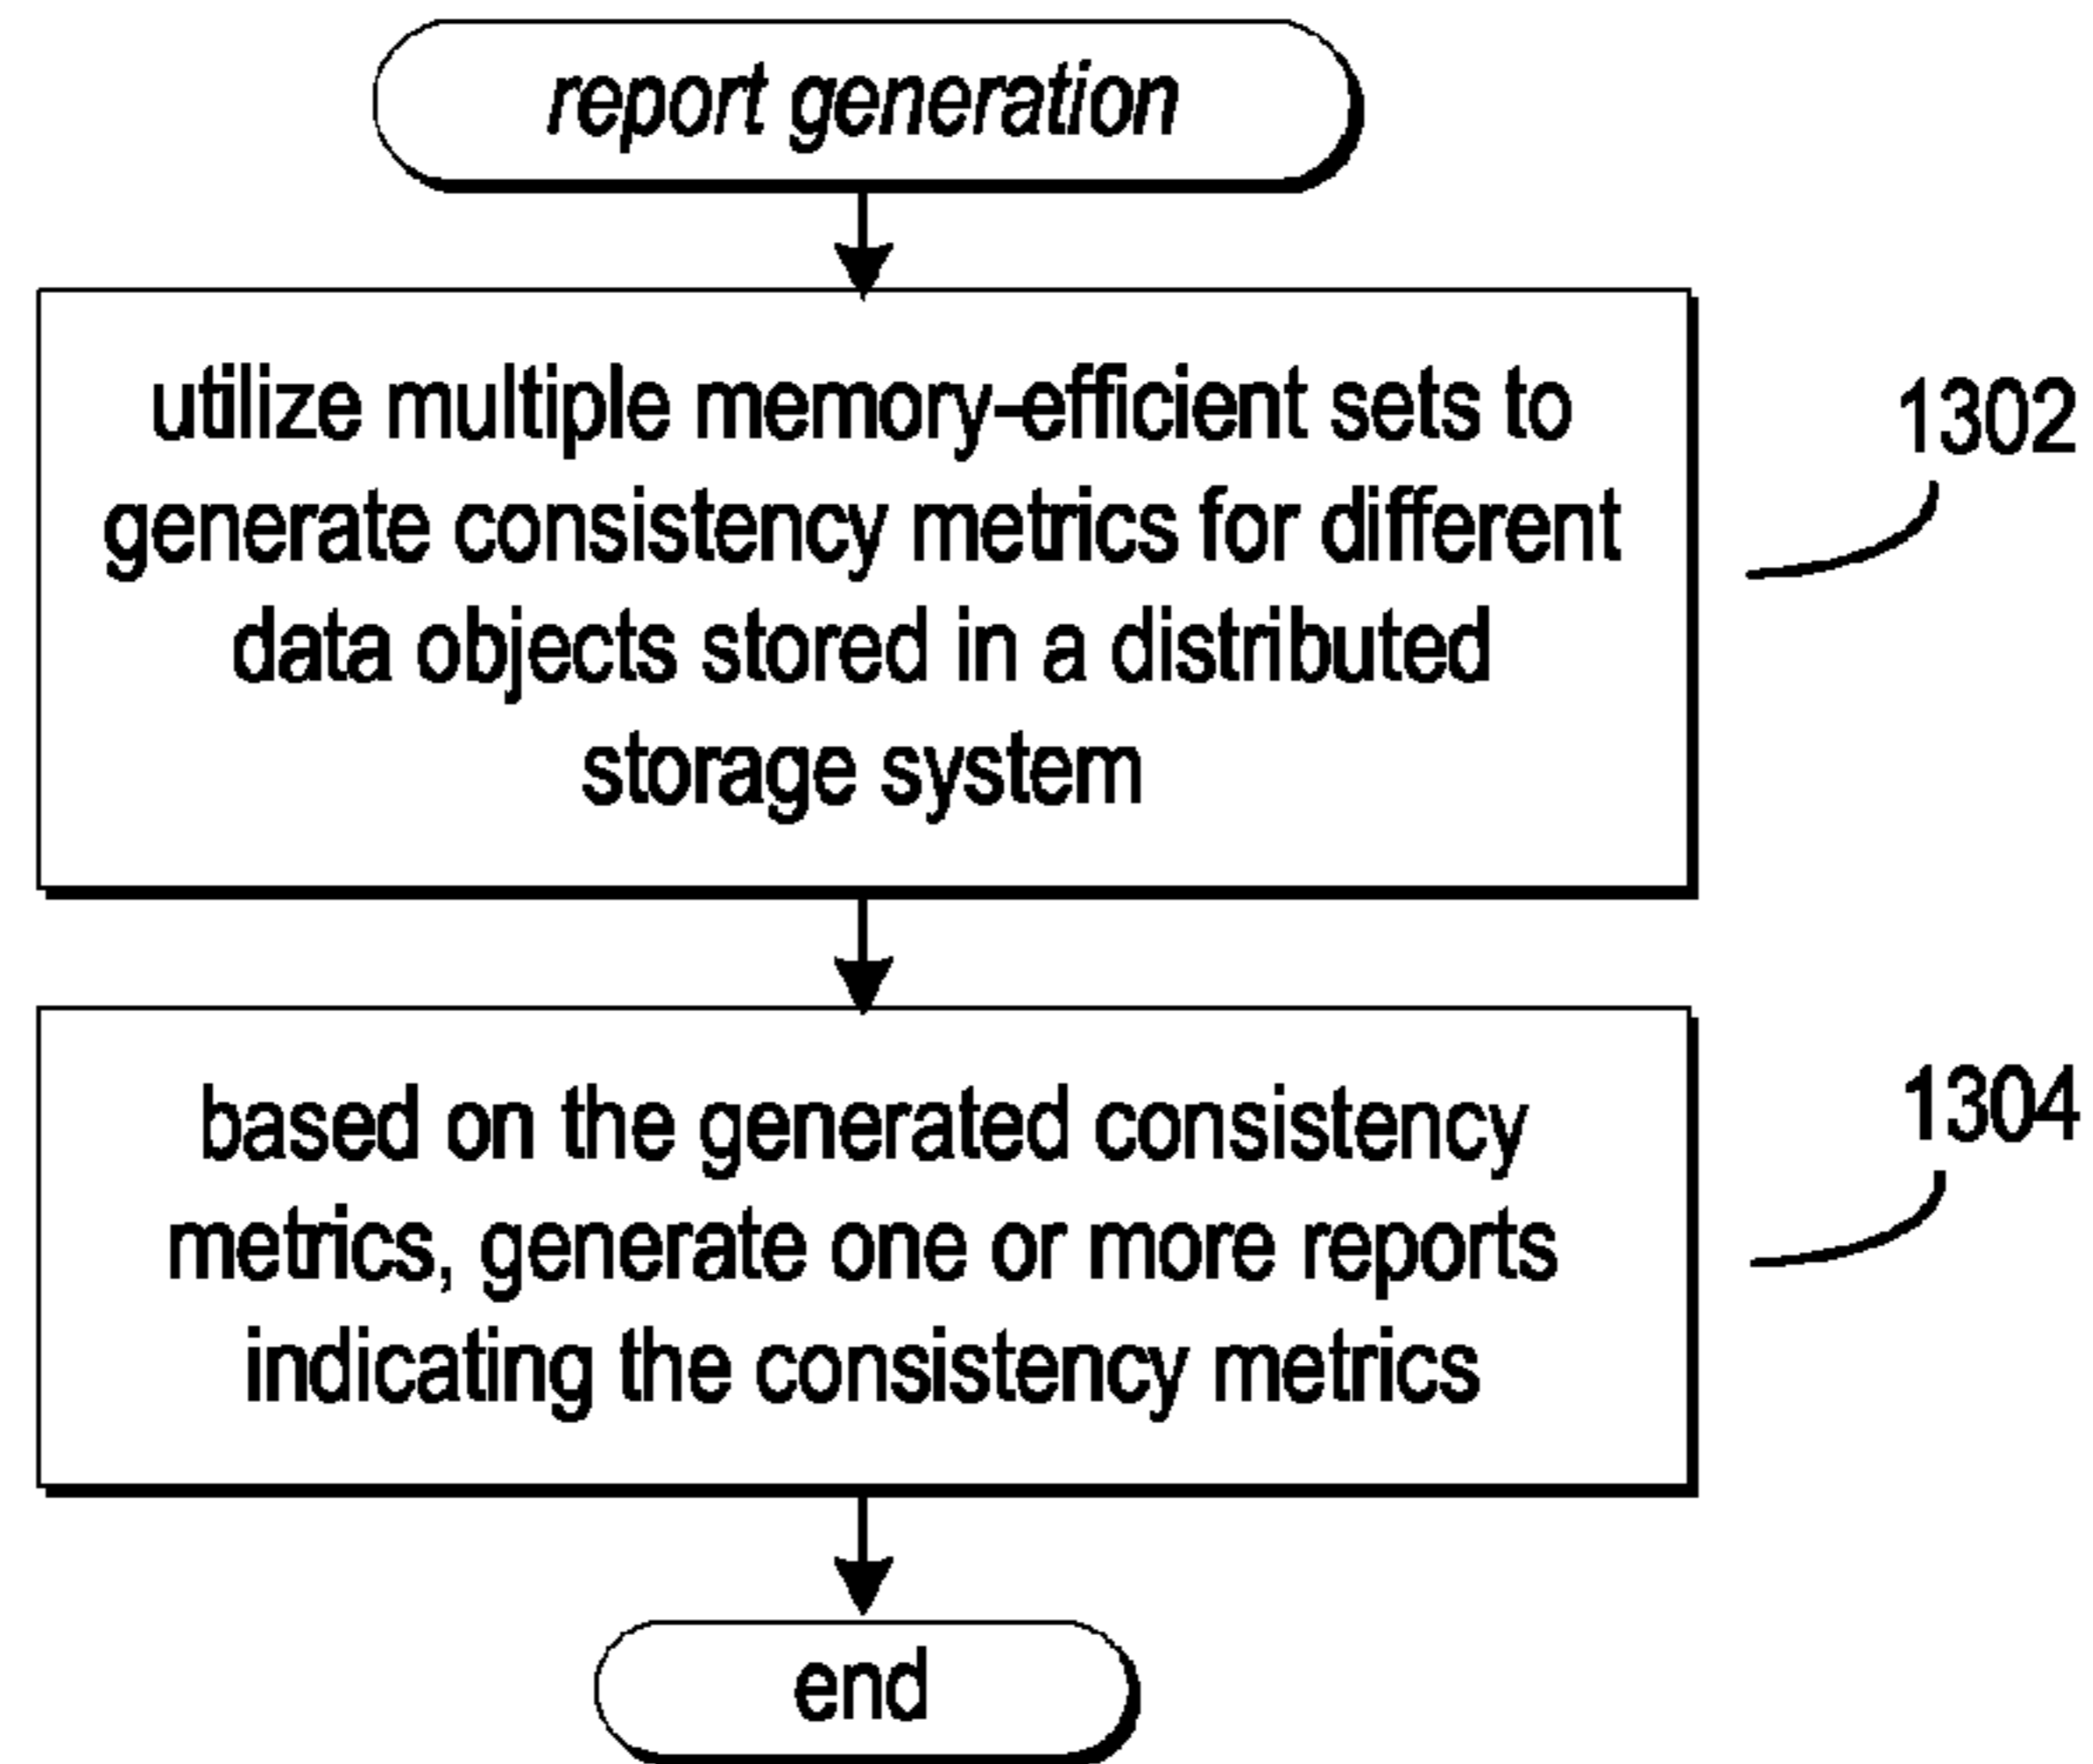 report generation
utilize multiple memory-efficient sets to
generate consistency metrics for different
data objects stored in a distributed
storage system
1302
based on the generated consistency
metrics, generate one or more reports
indicating the consistency metrics
1304
end